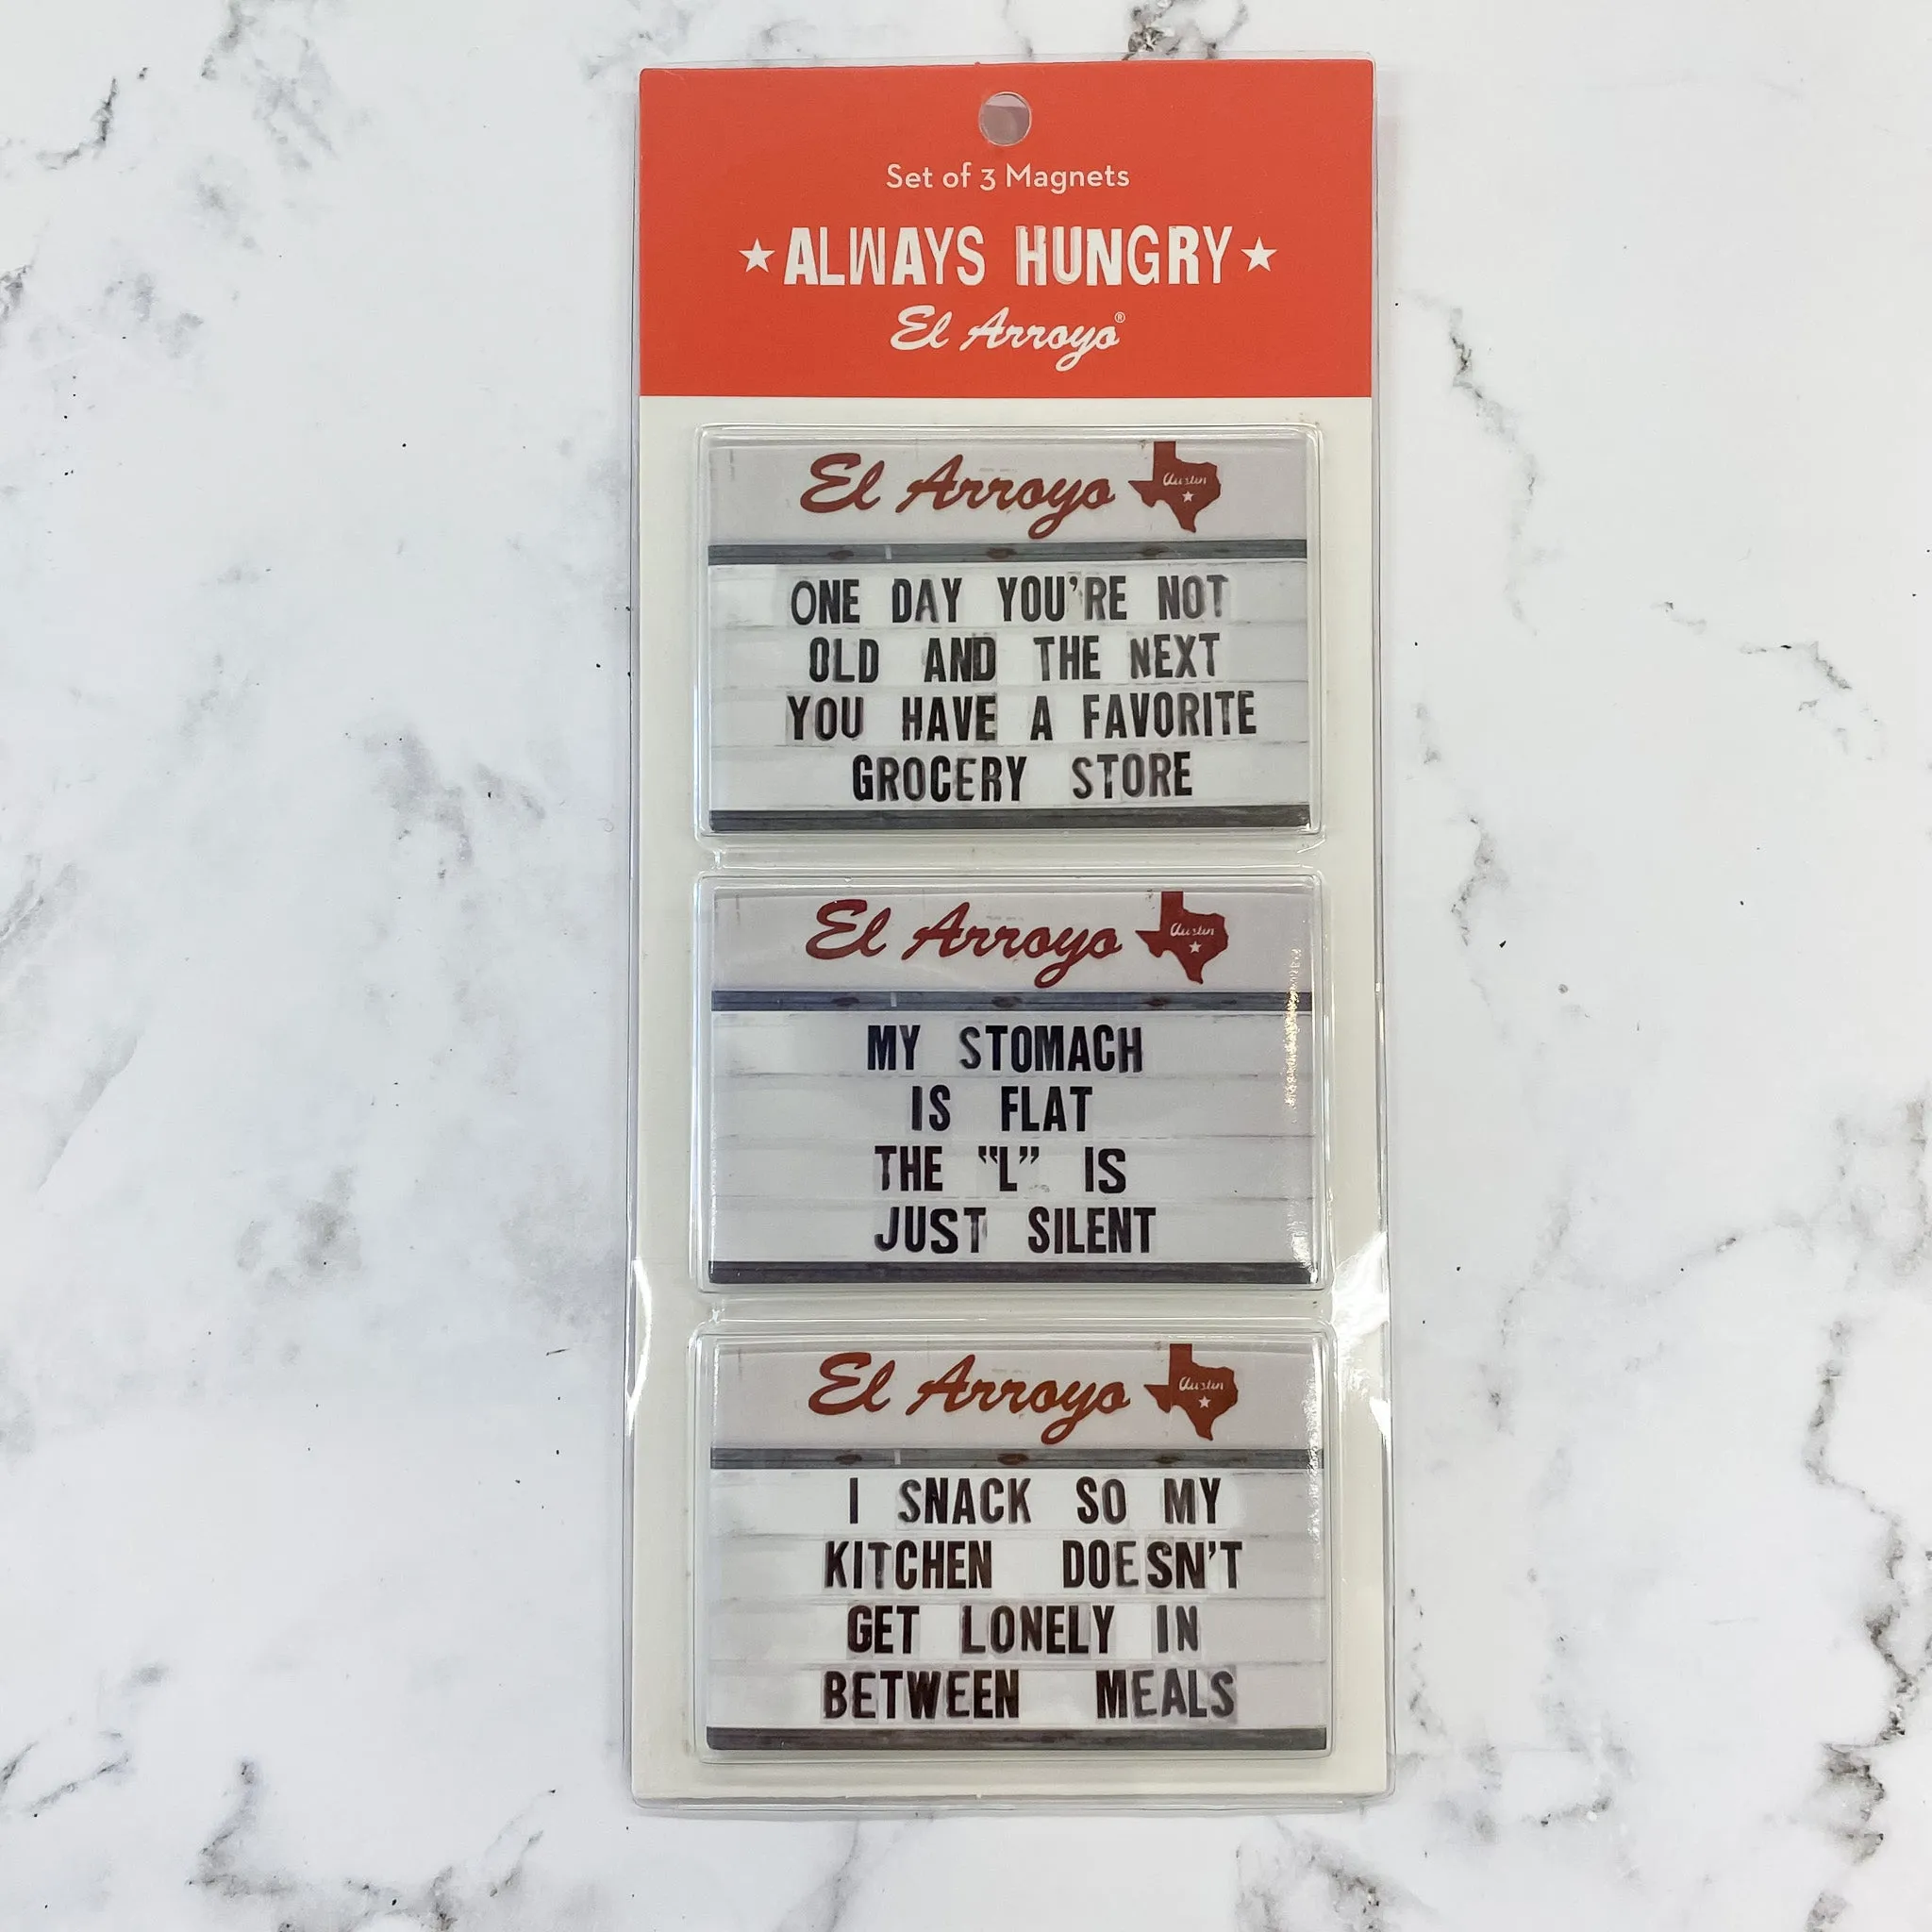 Set of 3 Magnets
★ALWAYS HUNGRY★
El Arroyo®
El Arroyo Austin
ONE DAY YOU'RE NOT
OLD AND THE NEXT
YOU HAVE A FAVORITE
GROCERY STORE
El Arroyo Austin
MY STOMACH
IS FLAT
THE "L" IS
JUST SILENT
El Arroyo Austin
I SNACK SO MY
KITCHEN DOESN'T
GET LONELY IN
BETWEEN MEALS